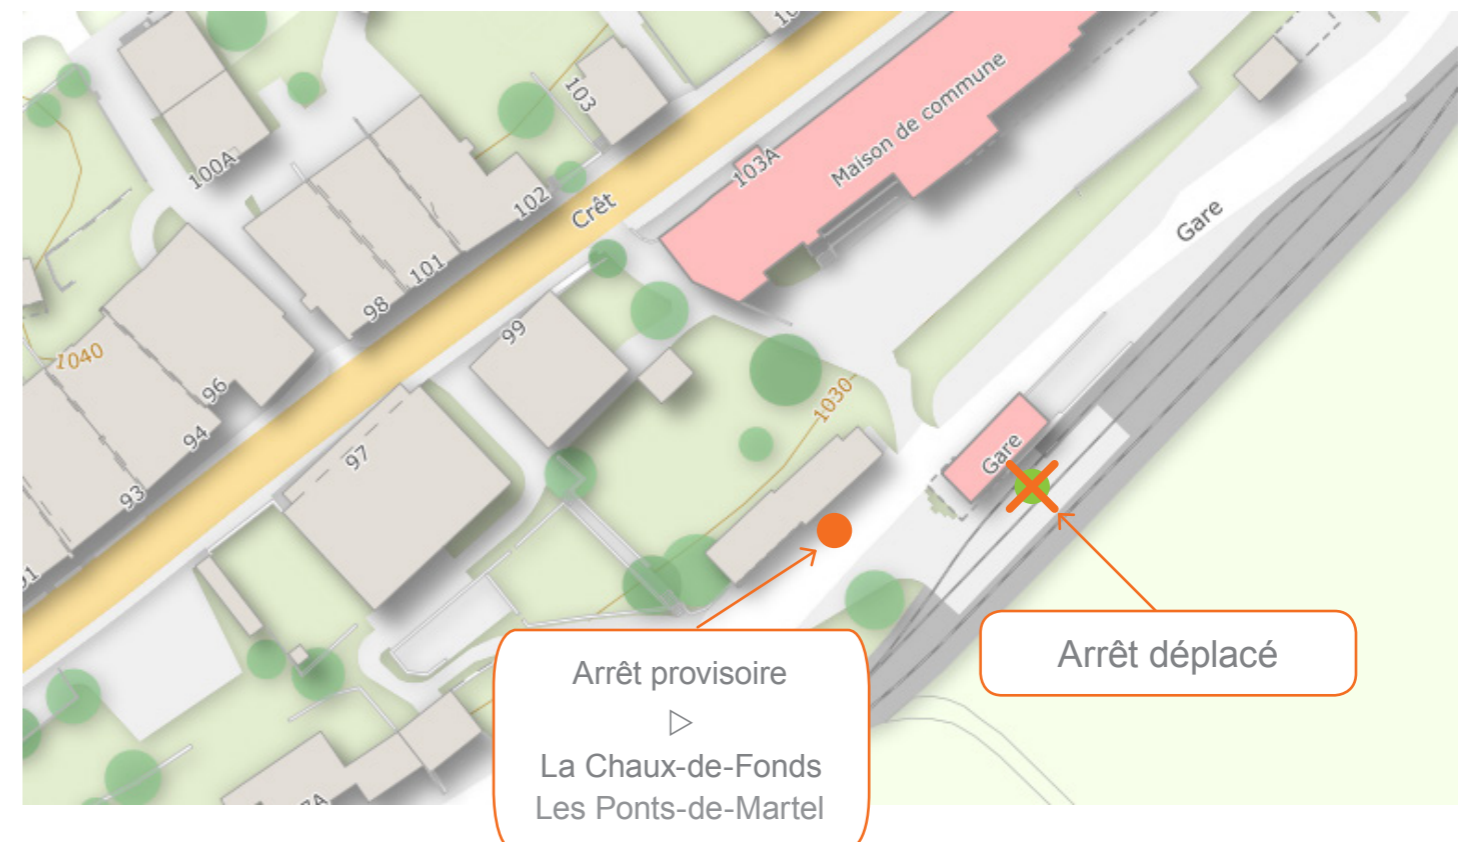 103
100A
102
Crêt
103A
Maison de commune
Gare
101
98
1040
99
96
1030
94
97
Gare
93
Arrêt déplacé
Arrêt provisoire
▷
La Chaux-de-Fonds
Les Ponts-de-Martel